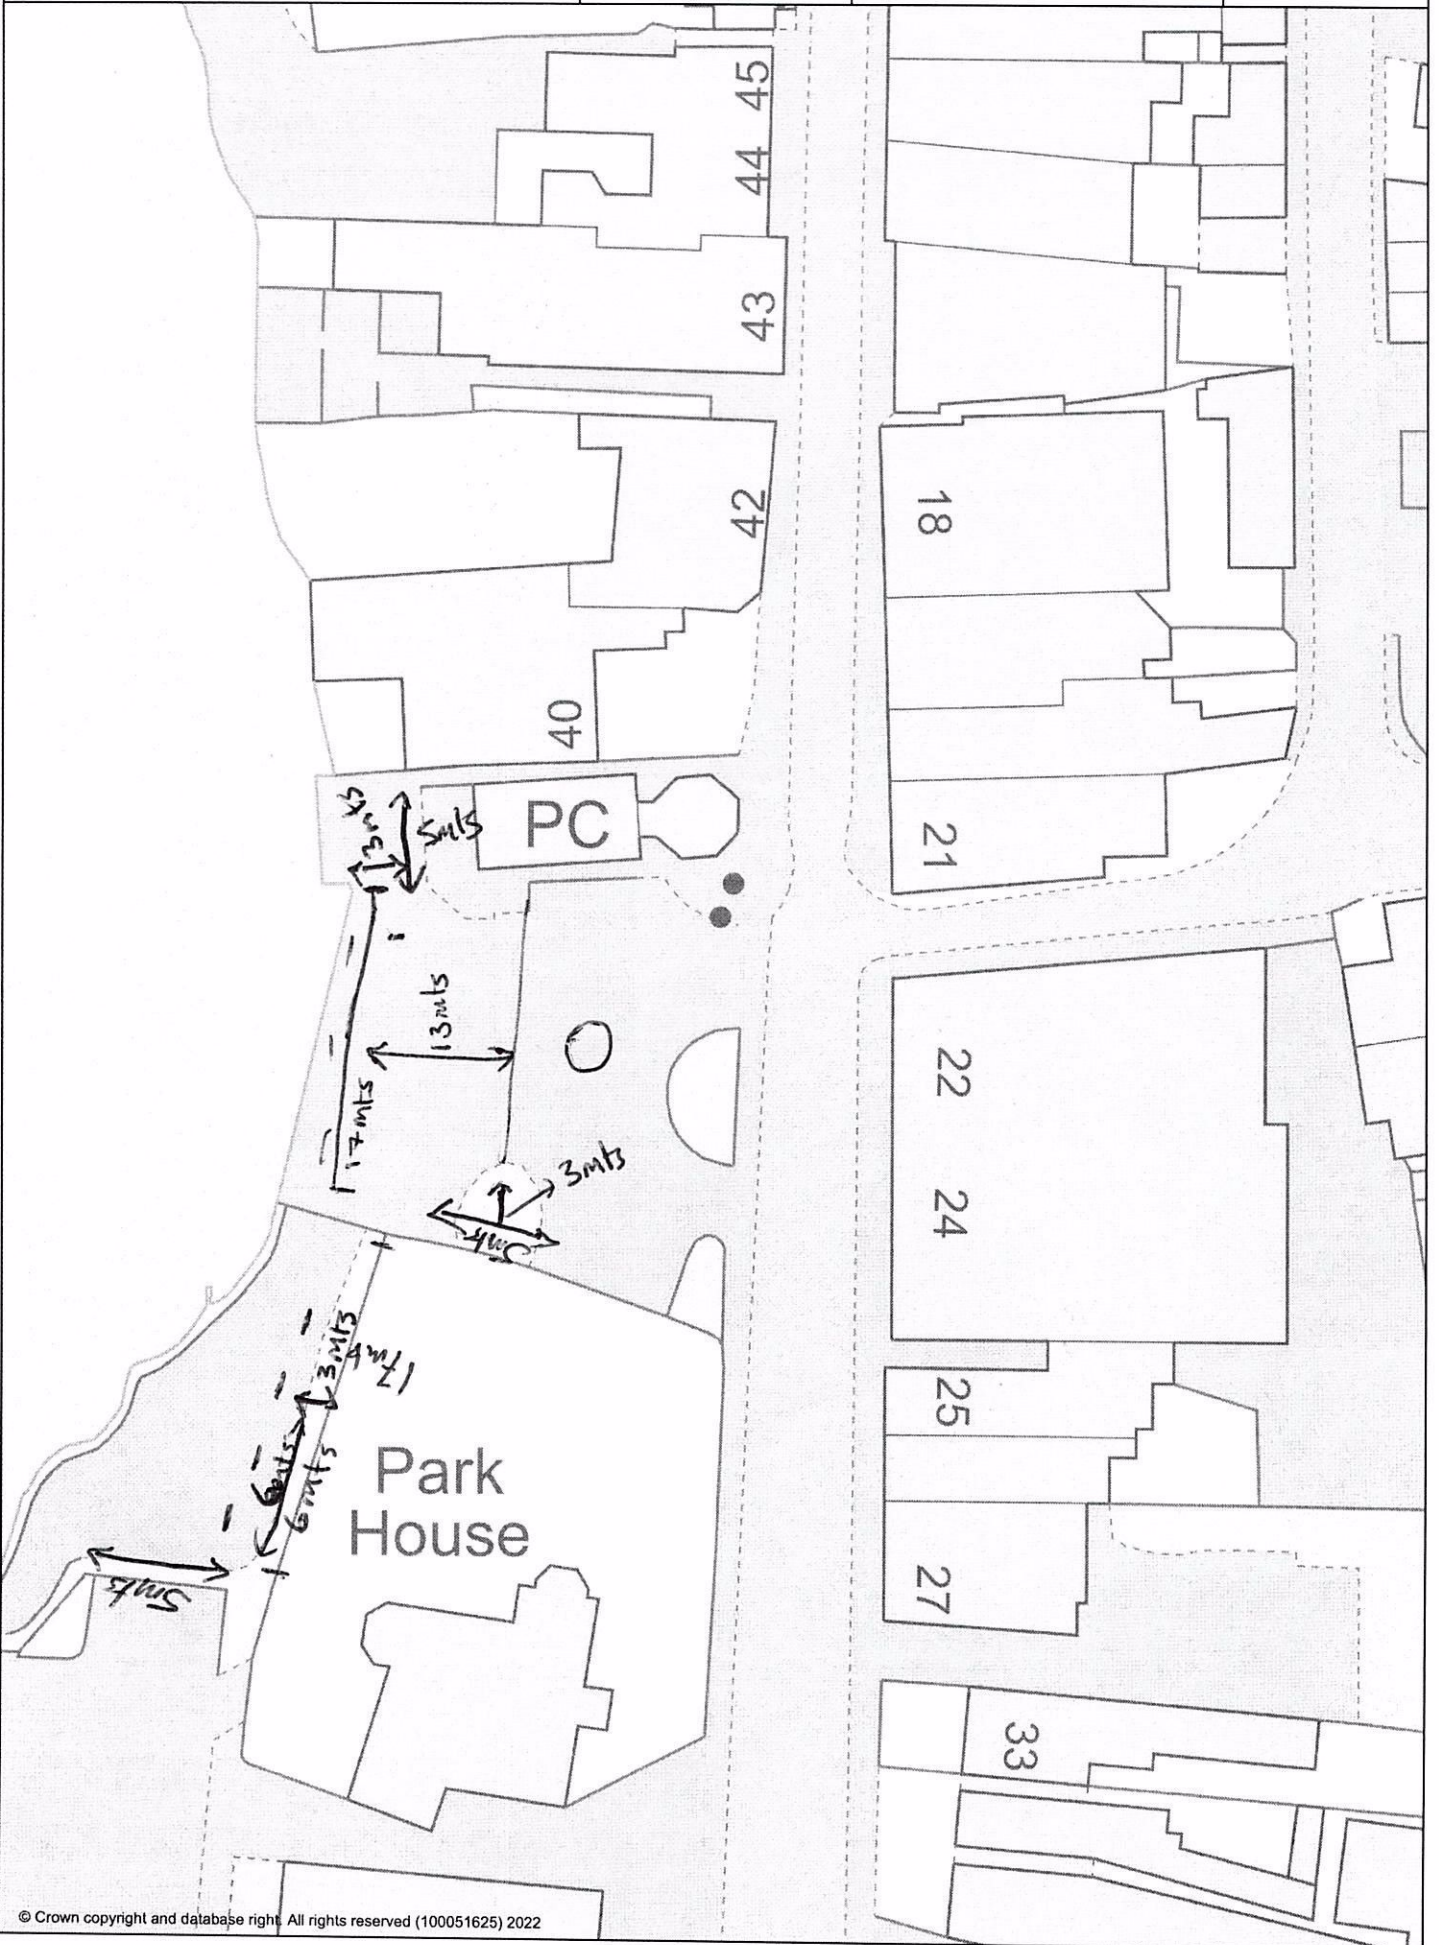 45
44
43
42
18
40
PC
21
3mts
5mts
13mts
17mts
22
24
3mts
5mts
25
3mts
17mts
6mts
6mts
Park
House
5mts
27
33
© Crown copyright and database right. All rights reserved (100051625) 2022